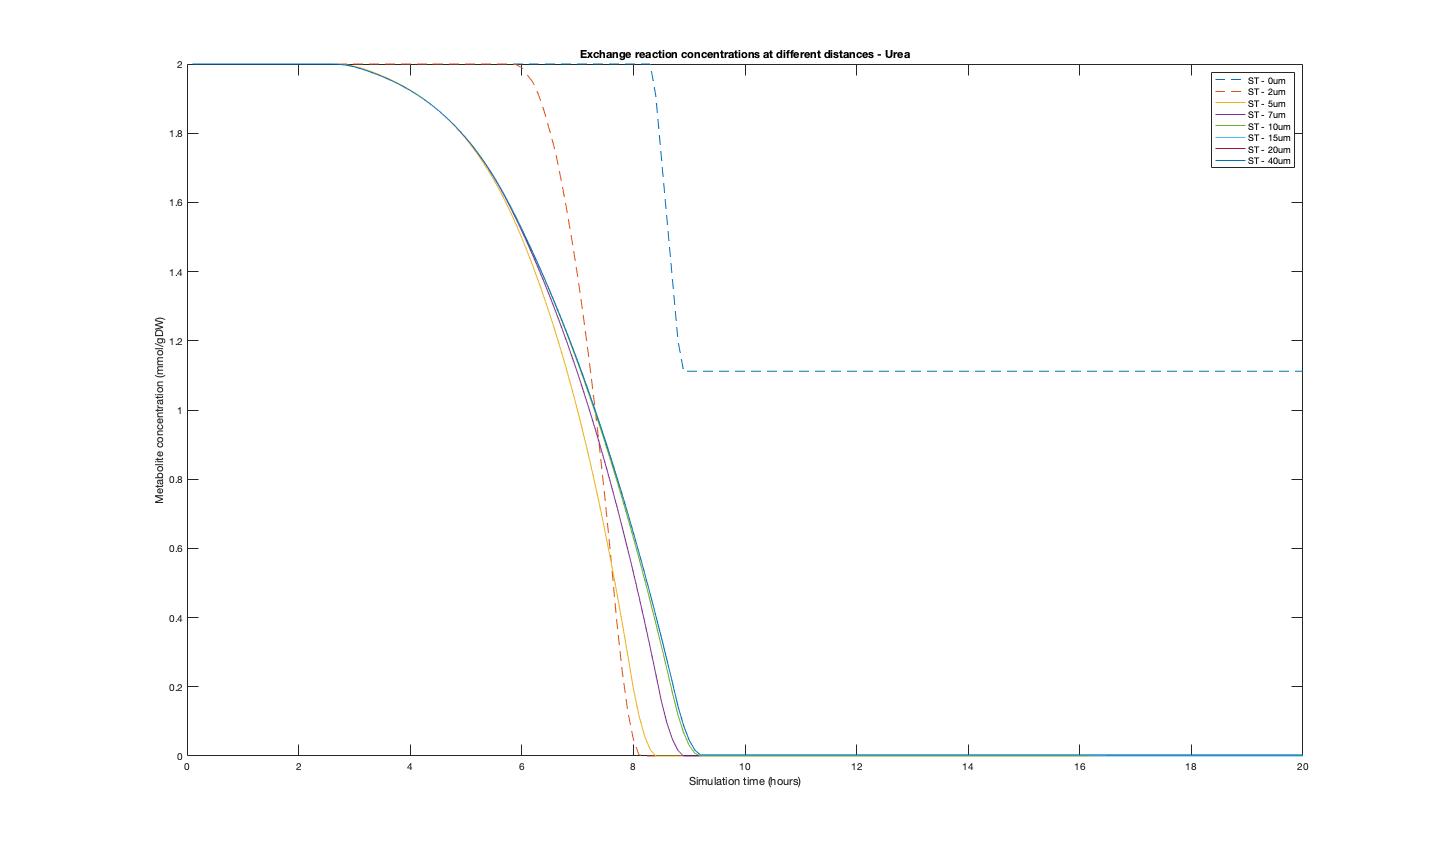 Exchange reaction concentrations at different distances - Urea
ST - 0um
ST - 2um
ST - 5um
ST - 7um
ST - 10um
ST - 15um
ST - 20um
ST - 40um
Metabolite concentration (mmol/gDW)
2
1.8
1.6
1.4
1.2
1
0.8
0.6
0.4
0.2
0
0 2 4 6 8 10 12 14 16 18 20
Simulation time (hours)